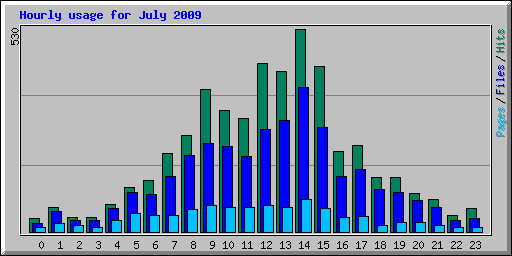 Hourly usage for July 2009
530
Pages / Files / Hits
0 1 2 3 4 5 6 7 8 9 10 11 12 13 14 15 16 17 18 19 20 21 22 23